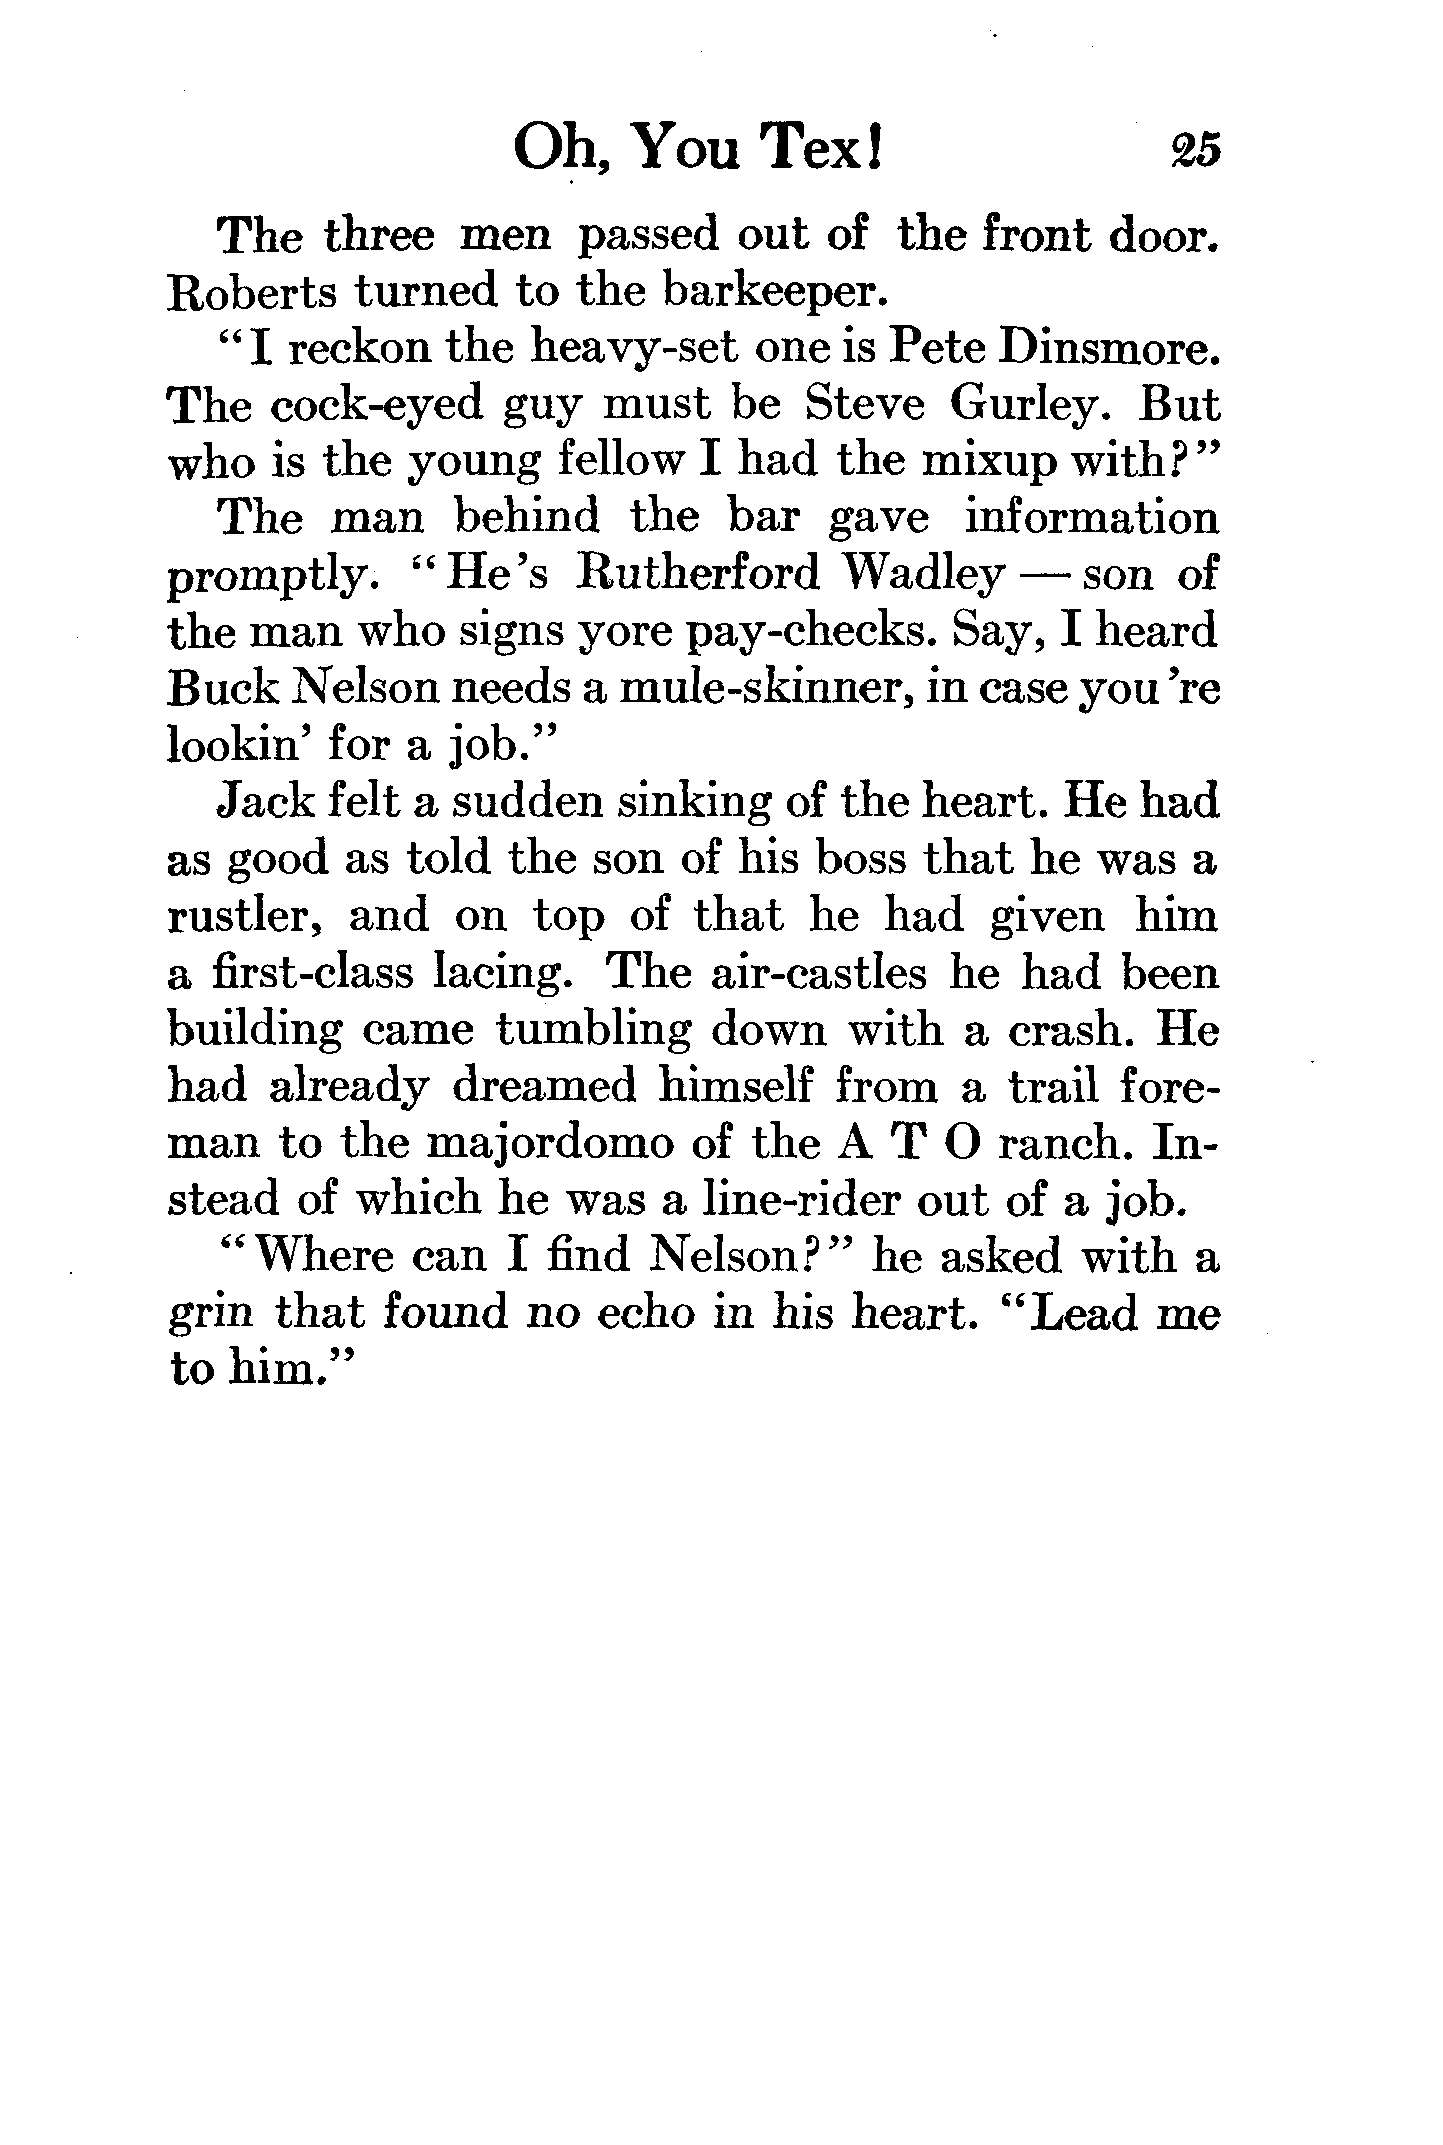 Oh, You Tex! 25
The three men passed out of the front door.
Roberts turned to the barkeeper.
“I reckon the heavy-set one is Pete Dinsmore.
The cock-eyed guy must be Steve Gurley. But
who is the young fellow I had the mixup with?”
The man behind the bar gave information
promptly. “He’s Rutherford Wadley — son of
the man who signs yore pay-checks. Say, I heard
Buck Nelson needs a mule-skinner, in case you’re
lookin’ for a job.”
Jack felt a sudden sinking of the heart. He had
as good as told the son of his boss that he was a
rustler, and on top of that he had given him
a first-class lacing. The air-castles he had been
building came tumbling down with a crash. He
had already dreamed himself from a trail fore-
man to the majordomo of the A T O ranch. In-
stead of which he was a line-rider out of a job.
“Where can I find Nelson?” he asked with a
grin that found no echo in his heart. “Lead me
to him.”